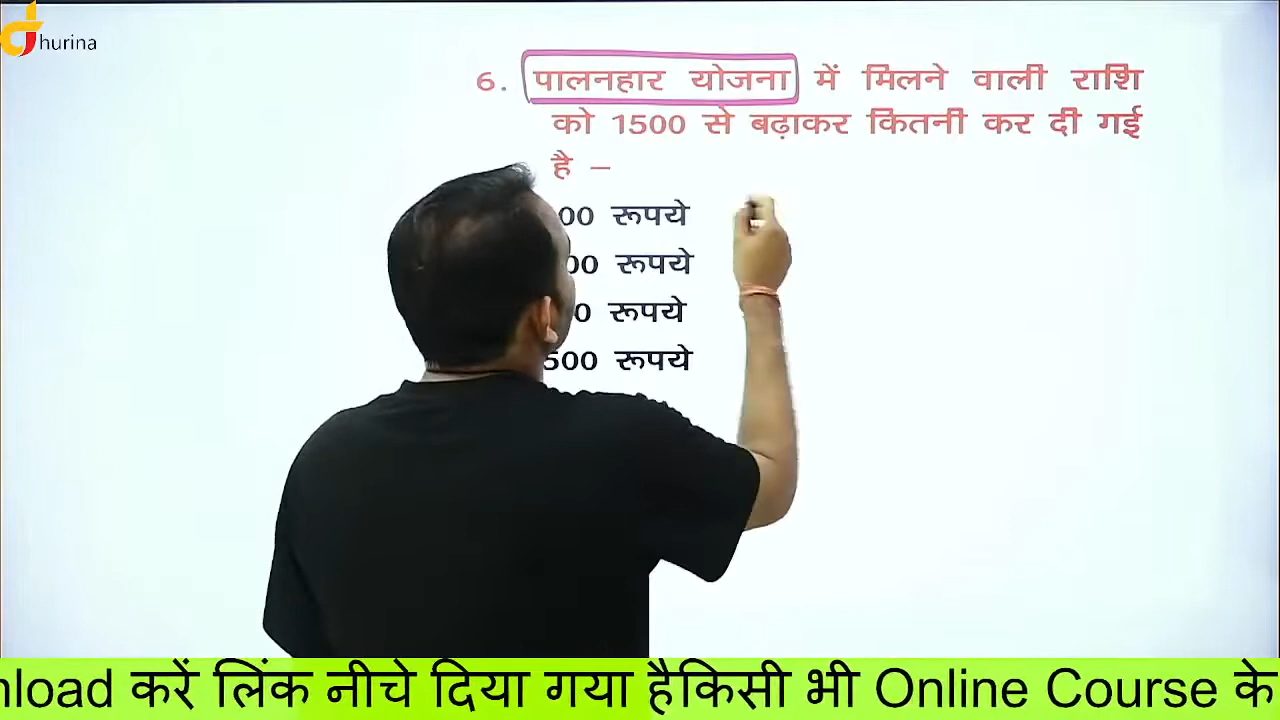 hurina
6. पालनहार योजना में मिलने वाली राशि
को 1500 से बढ़ाकर कितनी कर दी गई
है –
00 रूपये
00 रूपये
0 रूपये
500 रूपये
nload करें लिंक नीचे दिया गया हैकिसी भी Online Course के